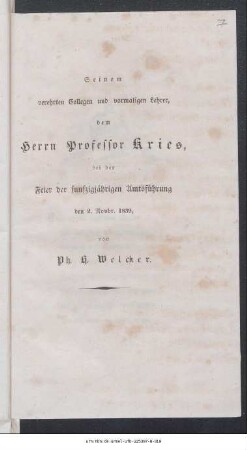 Seinem
verehrten Collegen und vormaligen Lehrer,
dem
Herrn Professor Kries,
bei der
Feier der funfzigjährigen Amtsführung
den 2. Novbr. 1839,
von
Ph. H. Welcker.